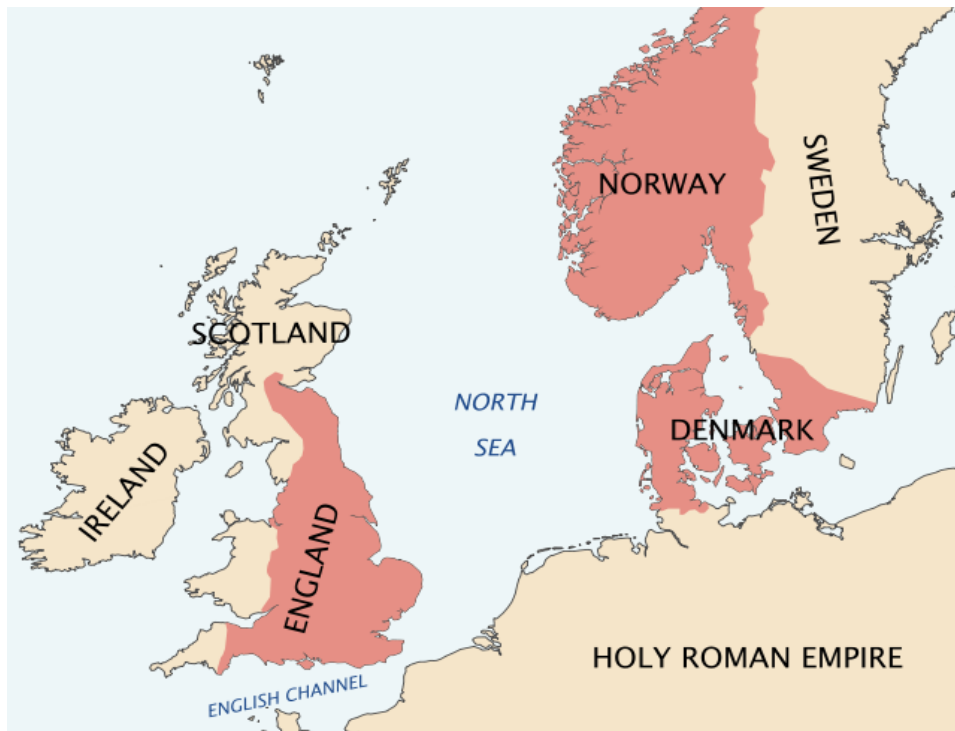 NORWAY
SWEDEN
SCOTLAND
NORTH
SEA
DENMARK
IRELAND
ENGLAND
HOLY ROMAN EMPIRE
ENGLISH CHANNEL